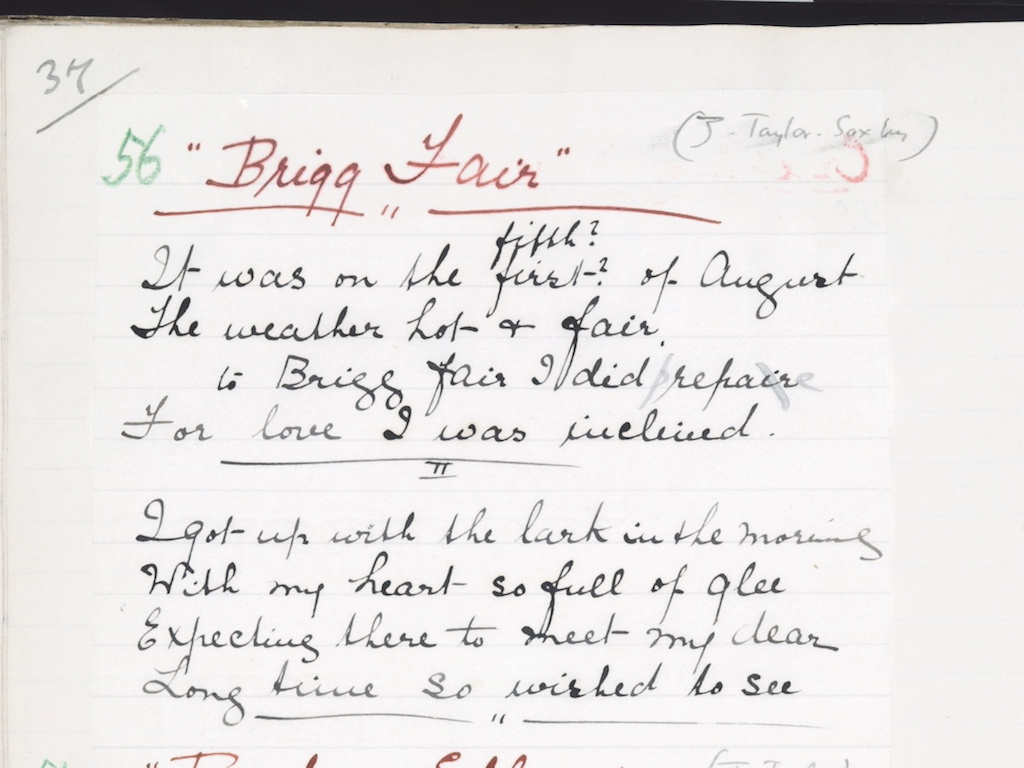 37
(J. Taylor. Saxby)
56 "Brigg Fair"
fifth?
It was on the first? of August
The weather hot & fair,
to Brigg fair I did repair
For love I was inclined.
II
I got up with the lark in the morning
With my heart so full of glee
Expecting there to meet my dear
Long time so wished to see